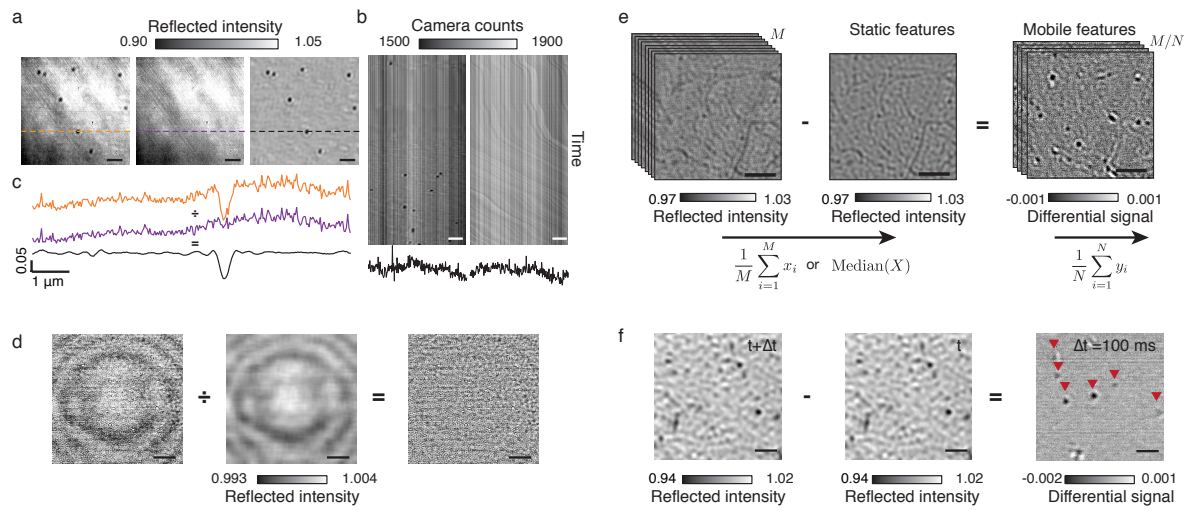 a
Reflected intensity
0.90
1.05
b
Camera counts
1500
1900
Time
c
÷
=
0.05
1 μm
d
÷
=
0.993
1.004
Reflected intensity
e
M
Static features
Mobile features
M/N
-
=
0.97
1.03
Reflected intensity
0.97
1.03
Reflected intensity
-0.001
0.001
Differential signal
1/M ∑ i=1 M x_i or Median(X)
1/N ∑ i=1 N y_i
f
t+Δt
t
Δt =100 ms
-
=
0.94
1.02
Reflected intensity
0.94
1.02
Reflected intensity
-0.002
0.001
Differential signal